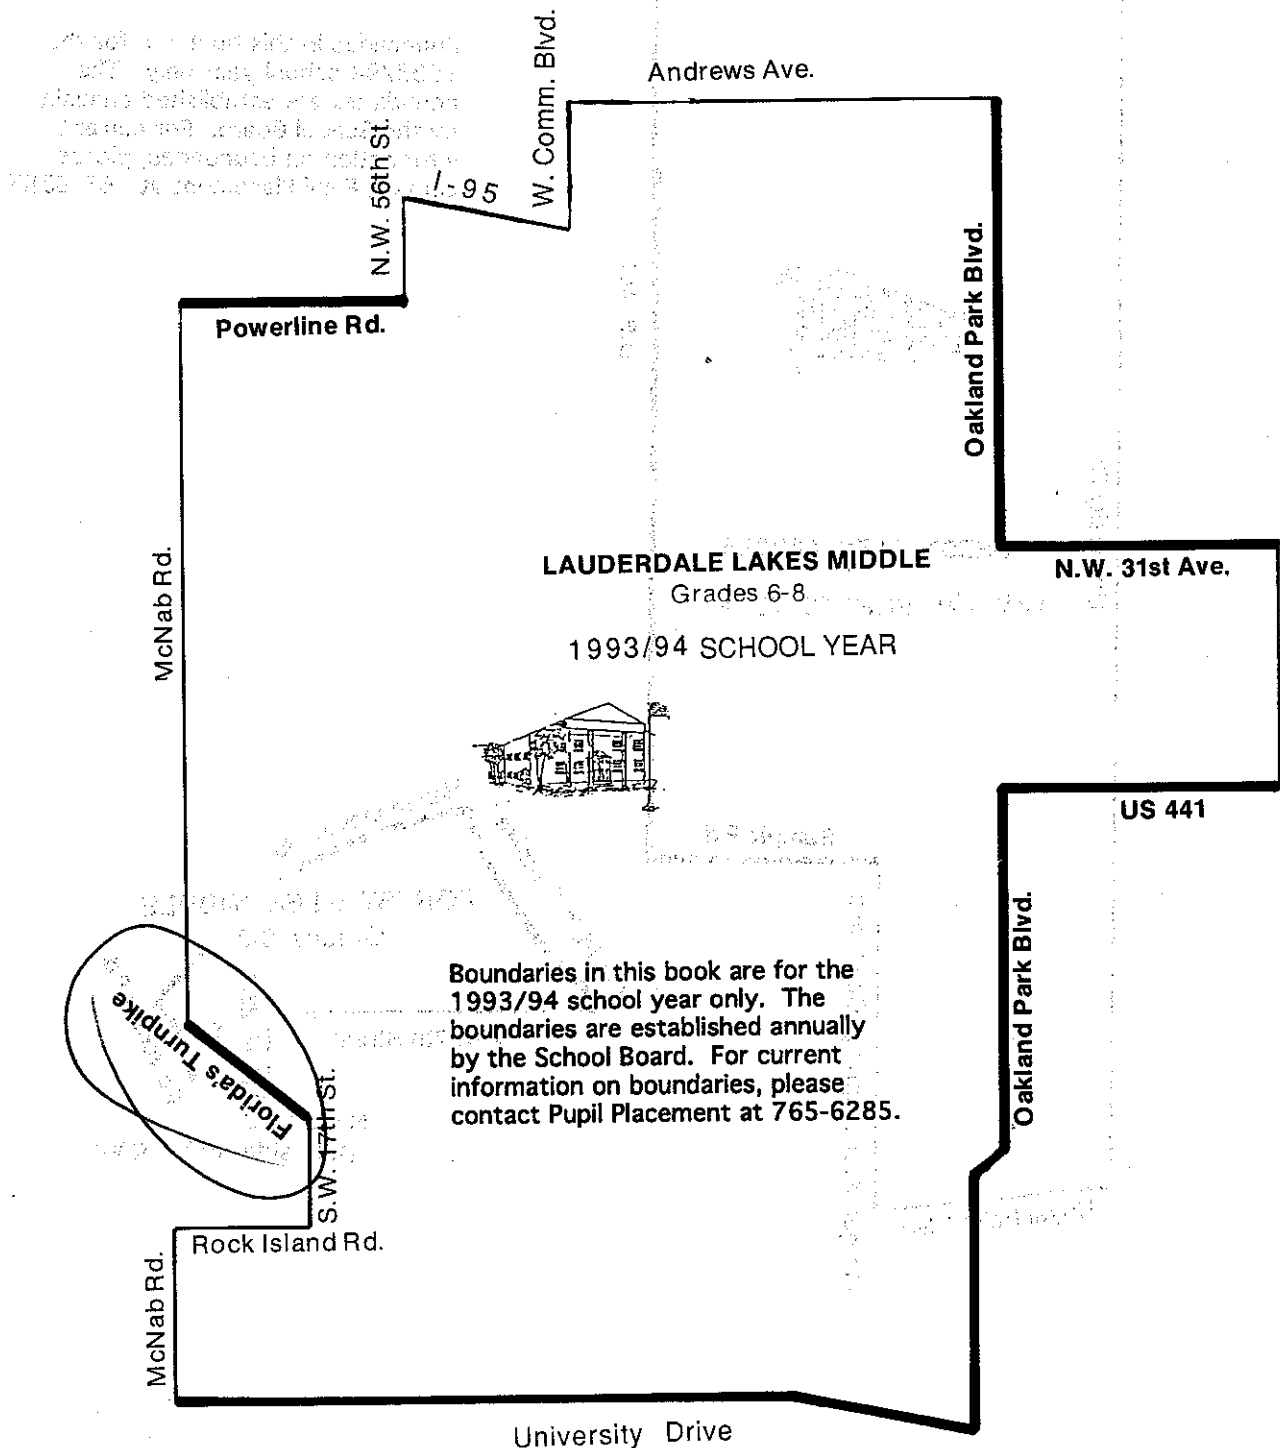 Andrews Ave.
W. Comm. Blvd.
N.W. 56th St.
I-95
Powerline Rd.
Oakland Park Blvd.
McNab Rd.
LAUDERDALE LAKES MIDDLE
Grades 6-8
1993/94 SCHOOL YEAR
N.W. 31st Ave.
US 441
Oakland Park Blvd.
Boundaries in this book are for the
1993/94 school year only. The
boundaries are established annually
by the School Board. For current
information on boundaries, please
contact Pupil Placement at 765-6285.
Florida's Turnpike
S.W. 17th St.
Rock Island Rd.
McNab Rd.
University Drive